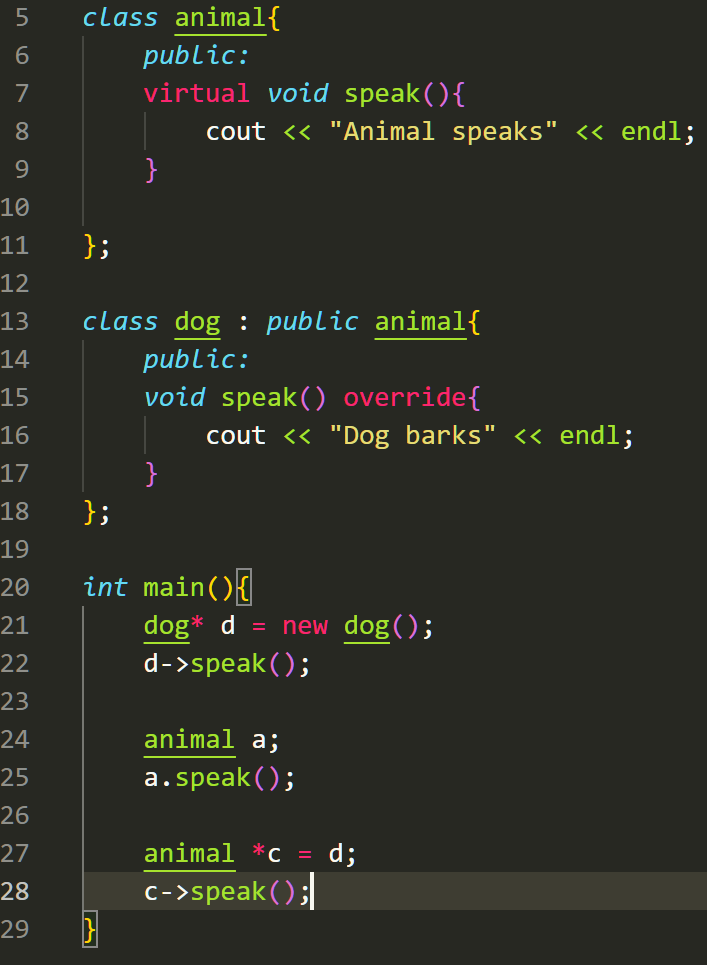 5 class animal{
6 public:
7 virtual void speak(){
8 cout << "Animal speaks" << endl;
9 }
10
11 };
12
13 class dog : public animal{
14 public:
15 void speak() override{
16 cout << "Dog barks" << endl;
17 }
18 };
19
20 int main(){
21 dog* d = new dog();
22 d->speak();
23
24 animal a;
25 a.speak();
26
27 animal *c = d;
28 c->speak();
29 }